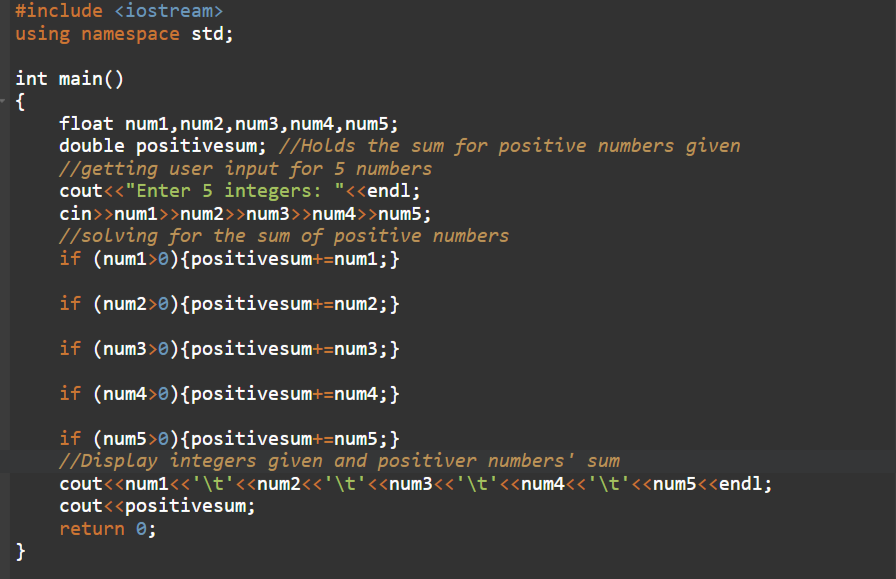 #include <iostream>
using namespace std;
int main()
{
    float num1,num2,num3,num4,num5;
    double positivesum; //Holds the sum for positive numbers given
    //getting user input for 5 numbers
    cout<<"Enter 5 integers: "<<endl;
    cin>>num1>>num2>>num3>>num4>>num5;
    //solving for the sum of positive numbers
    if (num1>0){positivesum+=num1;}
    if (num2>0){positivesum+=num2;}
    if (num3>0){positivesum+=num3;}
    if (num4>0){positivesum+=num4;}
    if (num5>0){positivesum+=num5;}
    //Display integers given and positiver numbers' sum
    cout<<num1<<'\t'<<num2<<'\t'<<num3<<'\t'<<num4<<'\t'<<num5<<endl;
    cout<<positivesum;
    return 0;
}